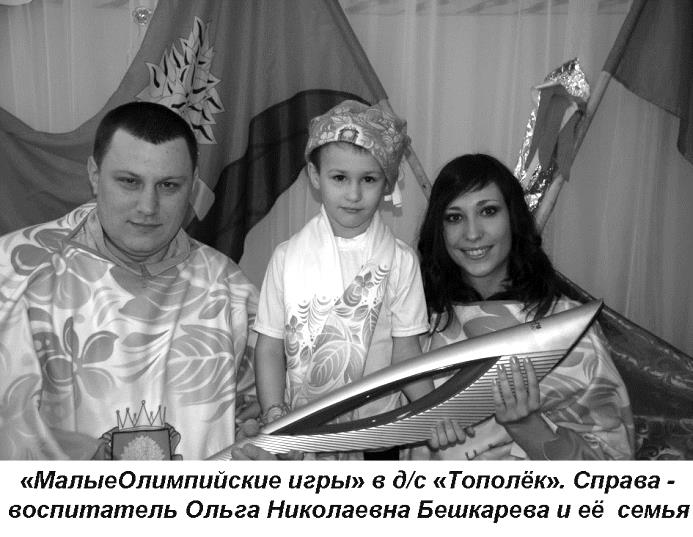 «МалыеОлимпийские игры» в д/с «Тополёк». Справа -
воспитатель Ольга Николаевна Бешкарева и её семья